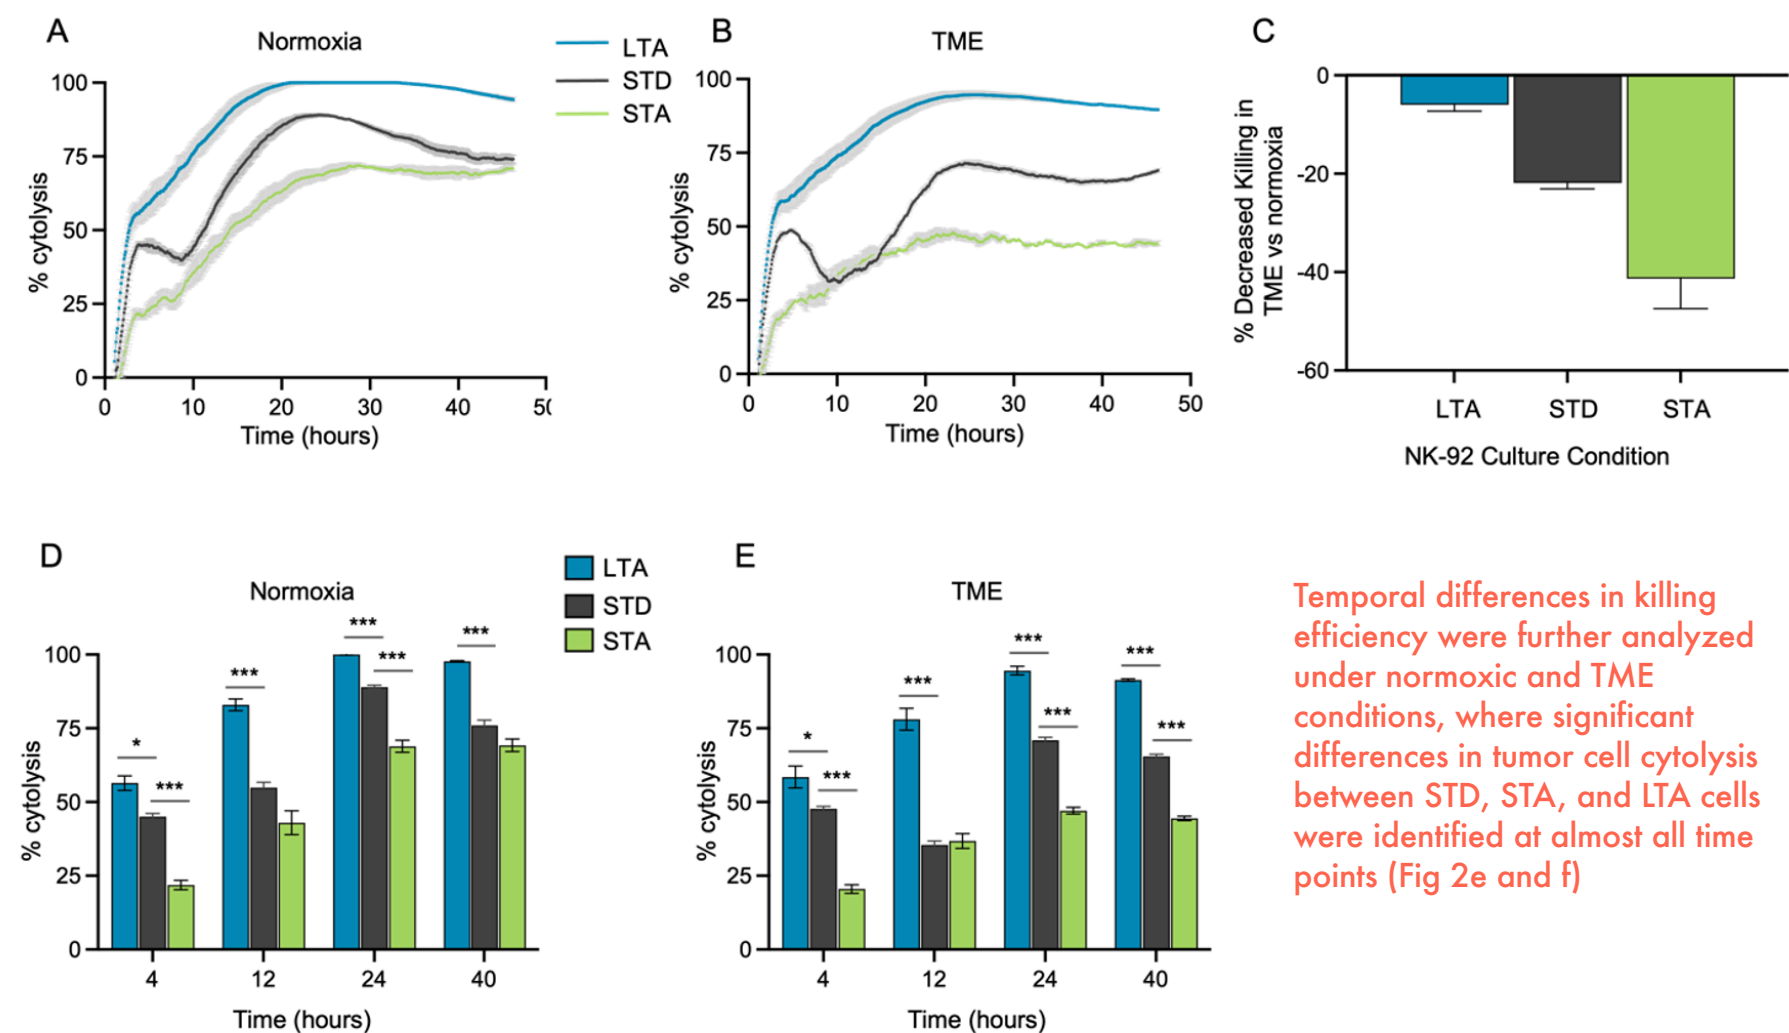 A
Normoxia
LTA
STD
STA
100
75
50
25
0
% cytolysis
0 10 20 30 40 50
Time (hours)
B
TME
100
75
50
25
0
% cytolysis
0 10 20 30 40 50
Time (hours)
C
0
-20
-40
-60
% Decreased Killing in
TME vs normoxia
LTA STD STA
NK-92 Culture Condition
D
Normoxia
LTA
STD
STA
100
75
50
25
0
% cytolysis
* *** *** *** *** ***
4 12 24 40
Time (hours)
E
TME
100
75
50
25
0
% cytolysis
* *** *** *** *** *** ***
4 12 24 40
Time (hours)
Temporal differences in killing
efficiency were further analyzed
under normoxic and TME
conditions, where significant
differences in tumor cell cytolysis
between STD, STA, and LTA cells
were identified at almost all time
points (Fig 2e and f)